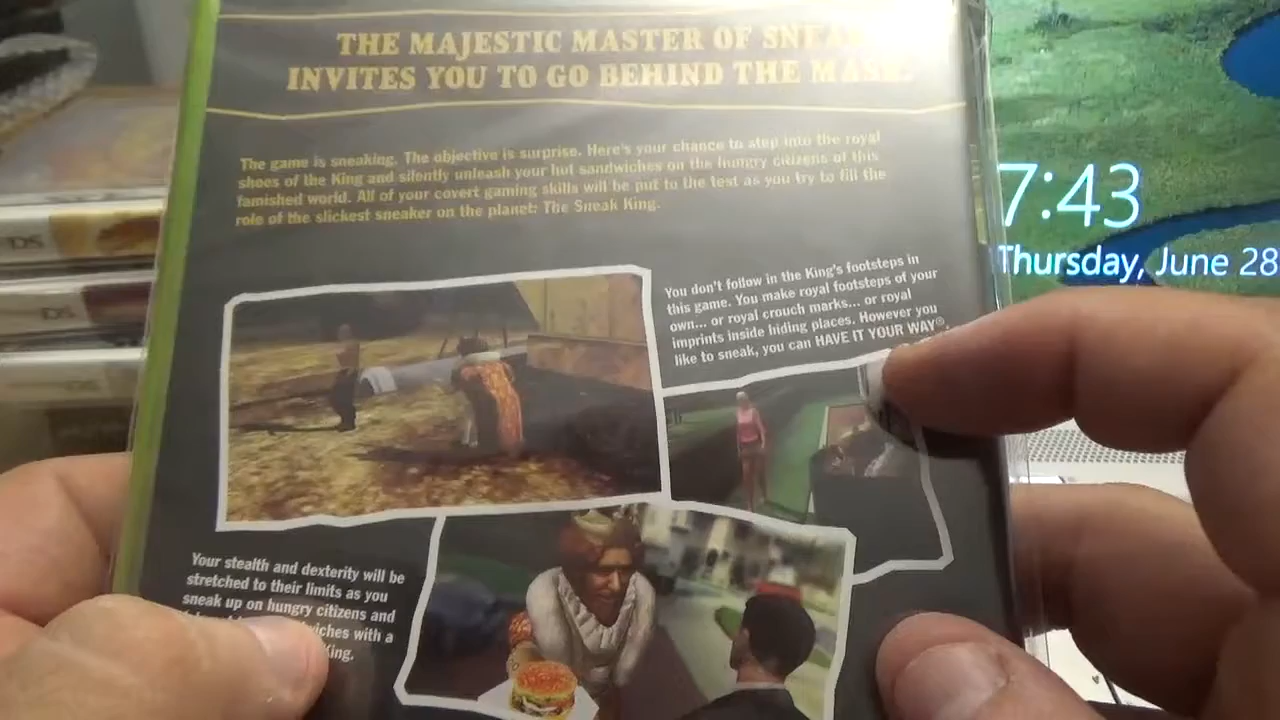 THE MAJESTIC MASTER OF
INVITES YOU TO GO BEHIND THE MASK.
The game is sneaking. The objective is surprise. Here's your chance to step into the royal
shoes of the King and silently unleash your hot sandwiches on the hungry citizens of this
famished world. All of your covert gaming skills will be put to the test as you try to fill the
role of the slickest sneaker on the planet: The Sneak King.
You don't follow in the King's footsteps in
this game. You make royal footsteps of your
own... or royal crouch marks... or royal
imprints inside hiding places. However you
like to sneak, you can HAVE IT YOUR WAY®.
Your stealth and dexterity will be
stretched to their limits as you
sneak up on hungry citizens and
with a
King.
DS
DS
7:43
Thursday, June 28